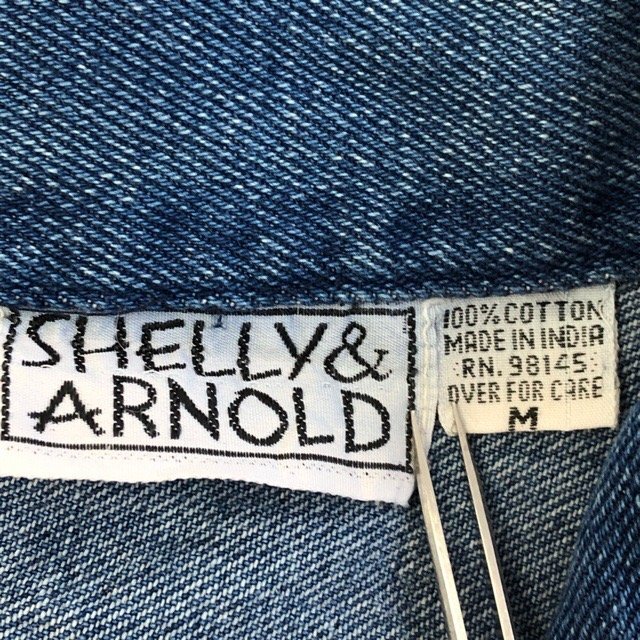 SHELLY&
ARNOLD
100% COTTON
MADE IN INDIA
RN. 98145
OVER FOR CARE
M